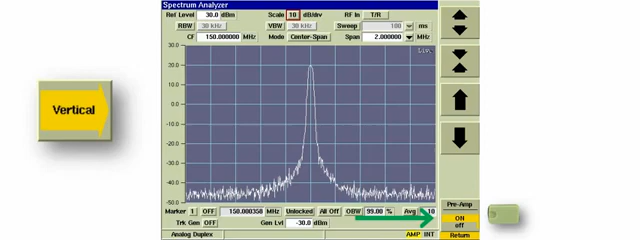 Spectrum Analyzer
Ref Level 30.0 dBm Scale 10 dB/div RF In T/R
RBW 30 kHz VBW 30 kHz Sweep 100 ms
CF 150.000000 MHz Mode Center-Span Span 2.000000 MHz
Vertical
30.0
Live
20.0
10.0
0.0
-10.0
-20.0
-30.0
-40.0
-50.0
Marker 1 OFF 150.000358 MHz Unlocked All Off OBW 99.00 % Avg 10
Trk Gen OFF Gen Lvl -30.0 dBm
Analog Duplex AMP INT
Pre-Amp
ON
off
Return